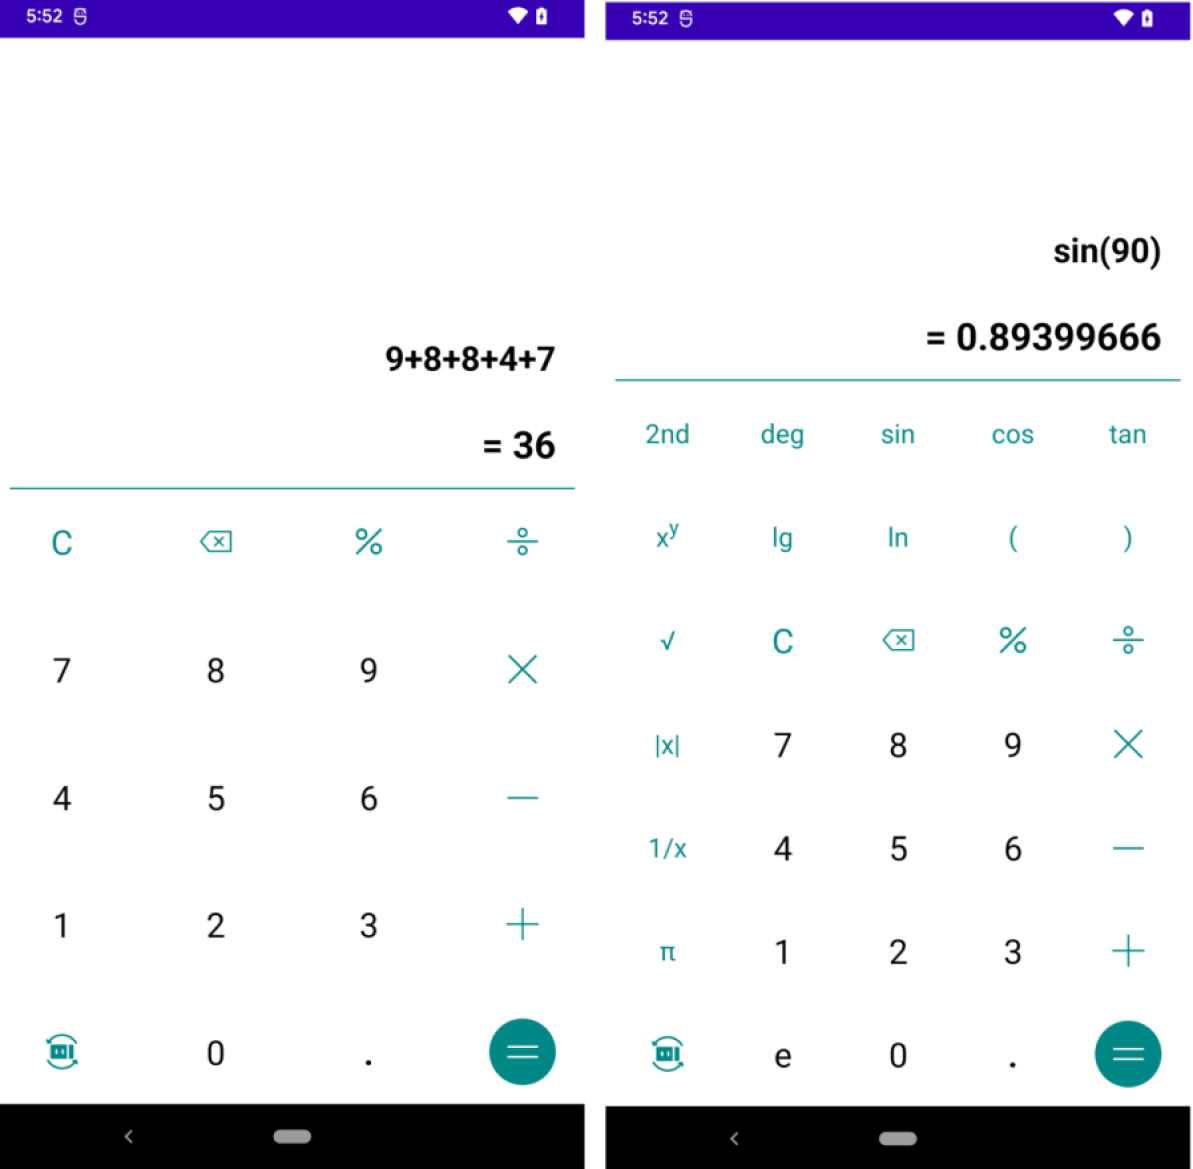 5:52
9+8+8+4+7
= 36
C % ÷
7 8 9 ×
4 5 6 −
1 2 3 +
0 . =
5:52
sin(90)
= 0.89399666
2nd deg sin cos tan
xʸ lg ln ( )
√ C % ÷
|x| 7 8 9 ×
1/x 4 5 6 −
π 1 2 3 +
e 0 . =